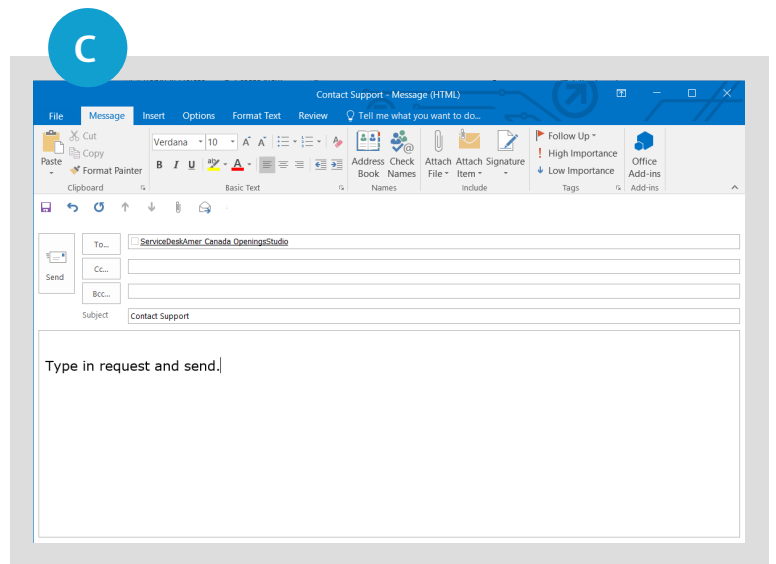 C
Contact Support - Message (HTML)
File Message Insert Options Format Text Review Tell me what you want to do...
Cut
Copy
Format Painter
Paste
Clipboard
Verdana 10
B I U
Basic Text
Address Book
Check Names
Names
Attach File
Attach Item
Signature
Include
Follow Up
High Importance
Low Importance
Tags
Office Add-ins
Add-ins
Send
To... ServiceDeskAmer Canada OpeningsStudio
Cc...
Bcc...
Subject Contact Support
Type in request and send.